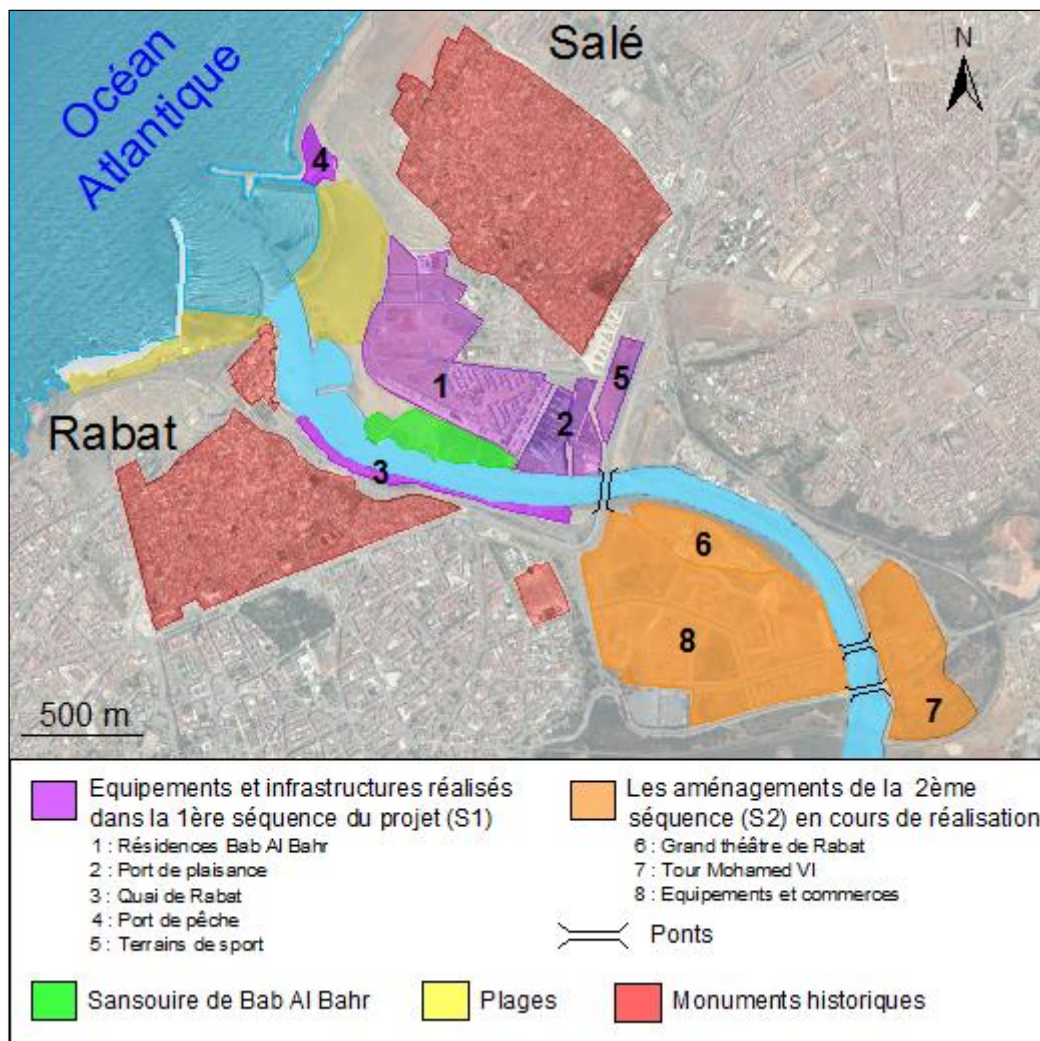 Océan
Atlantique
Salé
N
4
5
1
2
Rabat
3
6
8
7
500 m
Equipements et infrastructures réalisés
dans la 1ère séquence du projet (S1)
1 : Résidences Bab Al Bahr
2 : Port de plaisance
3 : Quai de Rabat
4 : Port de pêche
5 : Terrains de sport
Les aménagements de la 2ème
séquence (S2) en cours de réalisation
6 : Grand théâtre de Rabat
7 : Tour Mohamed VI
8 : Equipements et commerces
Ponts
Sansouire de Bab Al Bahr
Plages
Monuments historiques